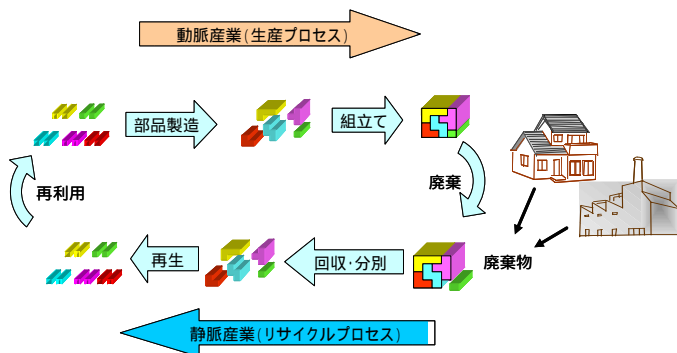 動脈産業(生産プロセス)
部品製造
組立て
廃棄
再利用
再生
回収・分別
廃棄物
静脈産業(リサイクルプロセス)